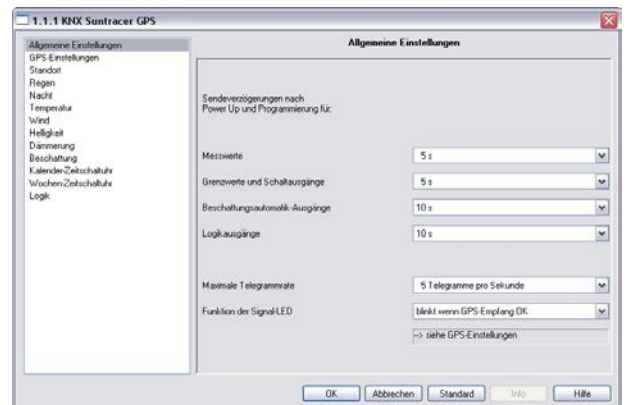 1.1.1 KNX Suntracer GPS
Allgemeine Einstellungen
GPS-Einstellungen
Standort
Regen
Nacht
Temperatur
Wind
Helligkeit
Dämmerung
Beschattung
Kalender-Zeitschaltuhr
Wochen-Zeitschaltuhr
Logik
Allgemeine Einstellungen
Sendeverzögerungen nach
Power Up und Programmierung für:
Messwerte 5 s
Grenzwerte und Schaltausgänge 5 s
Beschattungsautomatik-Ausgänge 10 s
Logikausgänge 10 s
Maximale Telegrammrate 5 Telegramme pro Sekunde
Funktion der Signal-LED blinkt wenn GPS-Empfang OK
--> siehe GPS-Einstellungen
OK Abbrechen Standard Info Hilfe